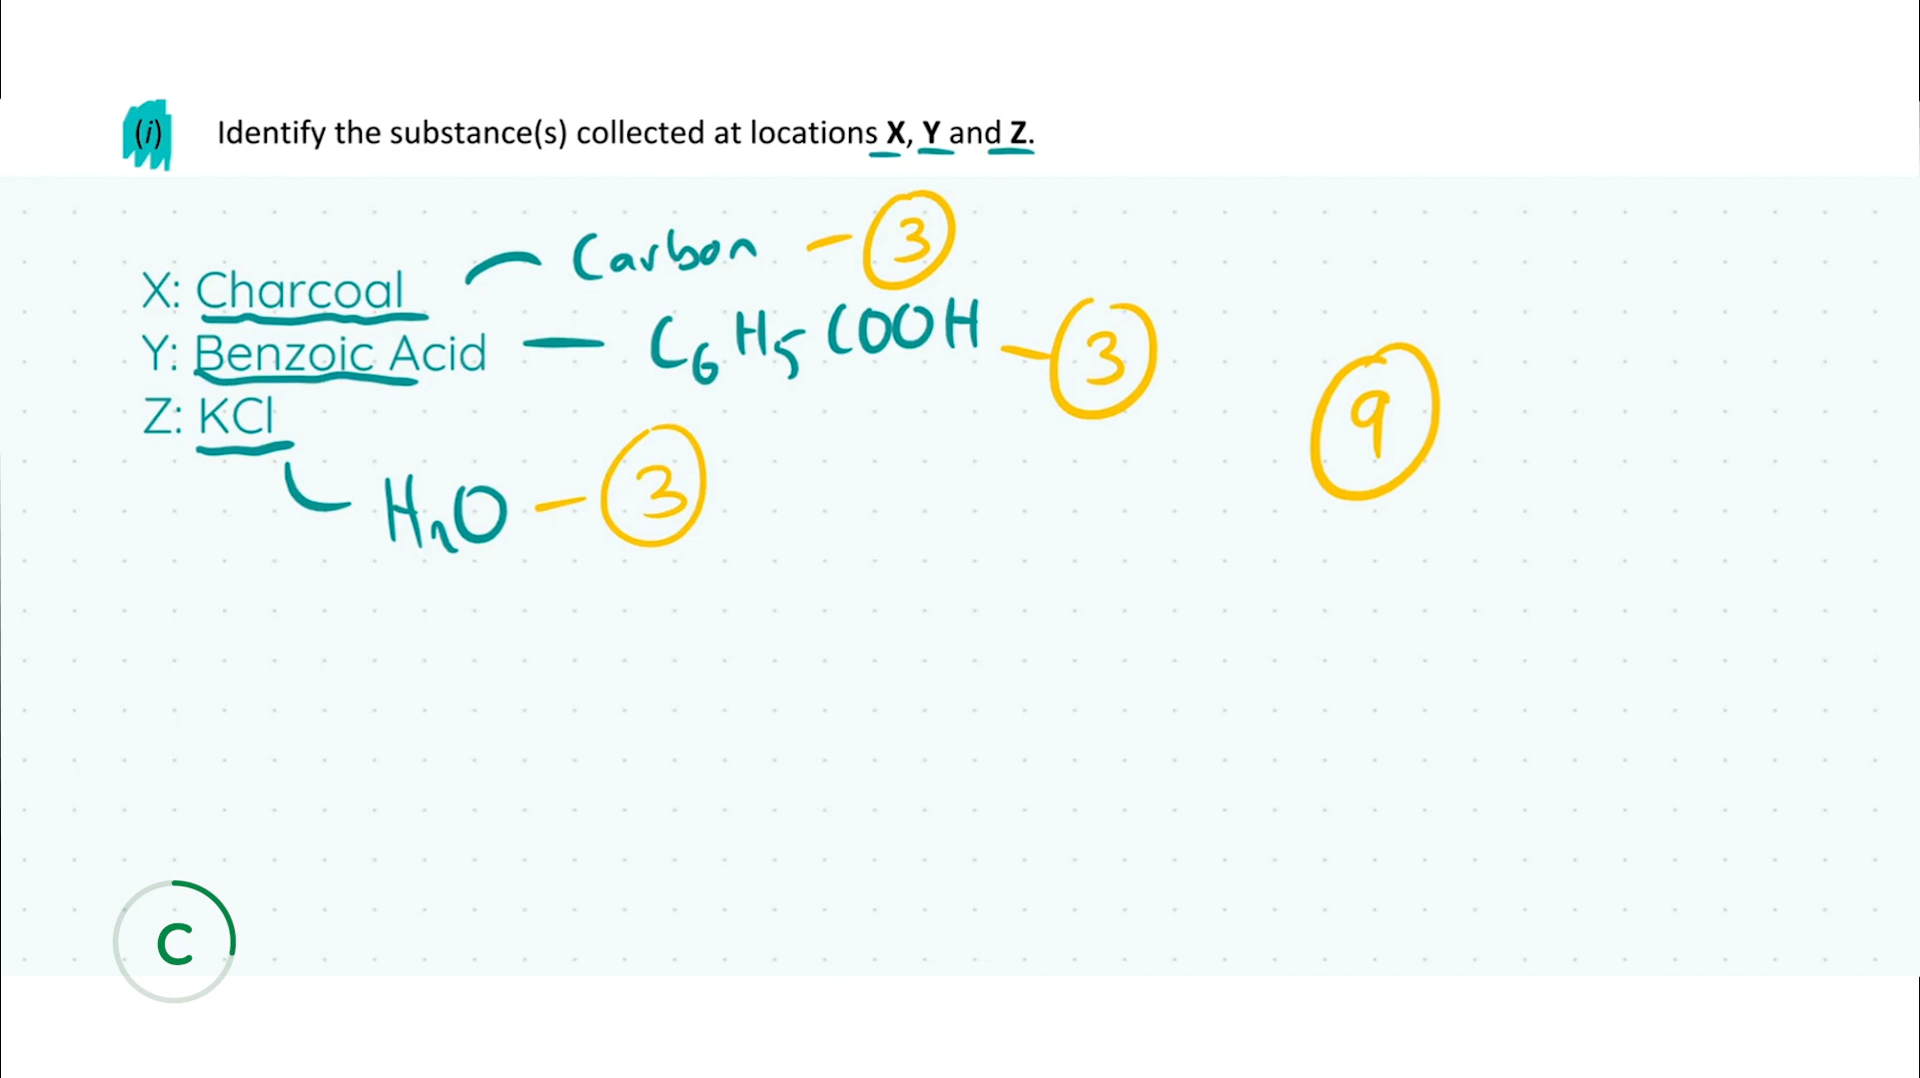 (i) Identify the substance(s) collected at locations X, Y and Z.
X: Charcoal – Carbon – 3
Y: Benzoic Acid – C6H5COOH – 3
Z: KCl
H2O – 3
9
C